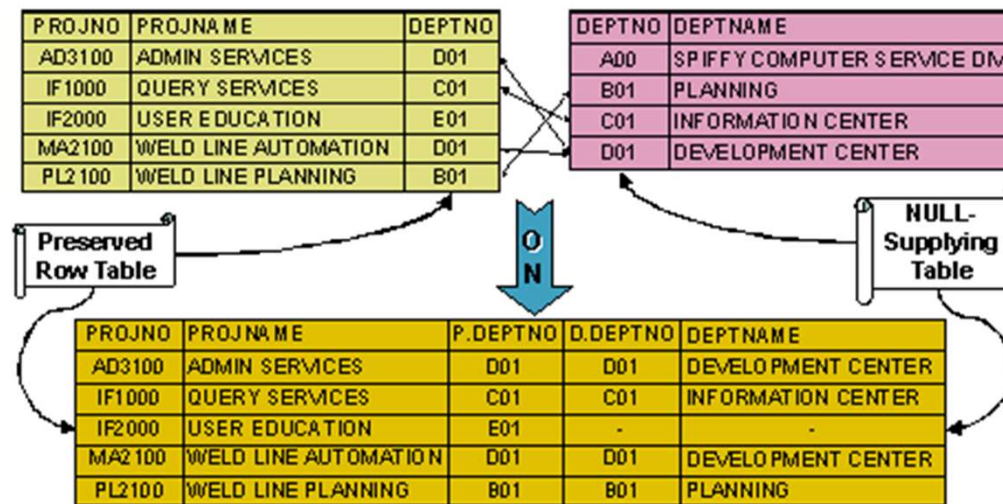 PROJNO PROJNAME DEPTNO
AD3100 ADMIN SERVICES D01
IF1000 QUERY SERVICES C01
IF2000 USER EDUCATION E01
MA2100 WELD LINE AUTOMATION D01
PL2100 WELD LINE PLANNING B01
DEPTNO DEPTNAME
A00 SPIFFY COMPUTER SERVICE DIV
B01 PLANNING
C01 INFORMATION CENTER
D01 DEVELOPMENT CENTER
Preserved
Row Table
O
N
NULL-
Supplying
Table
PROJNO PROJNAME P.DEPTNO D.DEPTNO DEPTNAME
AD3100 ADMIN SERVICES D01 D01 DEVELOPMENT CENTER
IF1000 QUERY SERVICES C01 C01 INFORMATION CENTER
IF2000 USER EDUCATION E01 - -
MA2100 WELD LINE AUTOMATION D01 D01 DEVELOPMENT CENTER
PL2100 WELD LINE PLANNING B01 B01 PLANNING